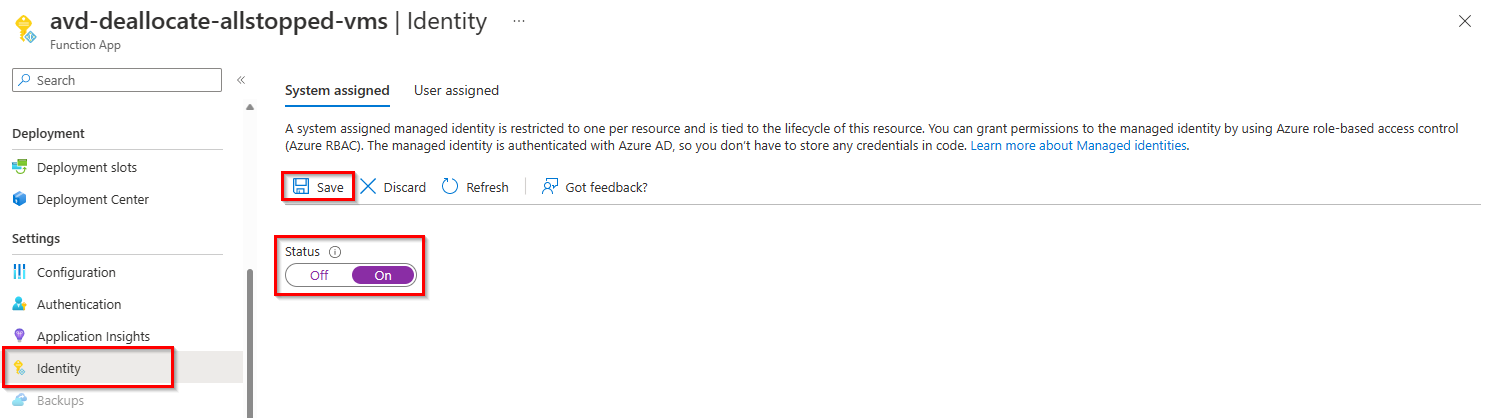 avd-deallocate-allstopped-vms | Identity ...
Function App
Search
«
Deployment
Deployment slots
Deployment Center
Settings
Configuration
Authentication
Application Insights
Identity
Backups
System assigned User assigned
A system assigned managed identity is restricted to one per resource and is tied to the lifecycle of this resource. You can grant permissions to the managed identity by using Azure role-based access control
(Azure RBAC). The managed identity is authenticated with Azure AD, so you don't have to store any credentials in code. Learn more about Managed identities.
Save Discard Refresh Got feedback?
Status
Off On